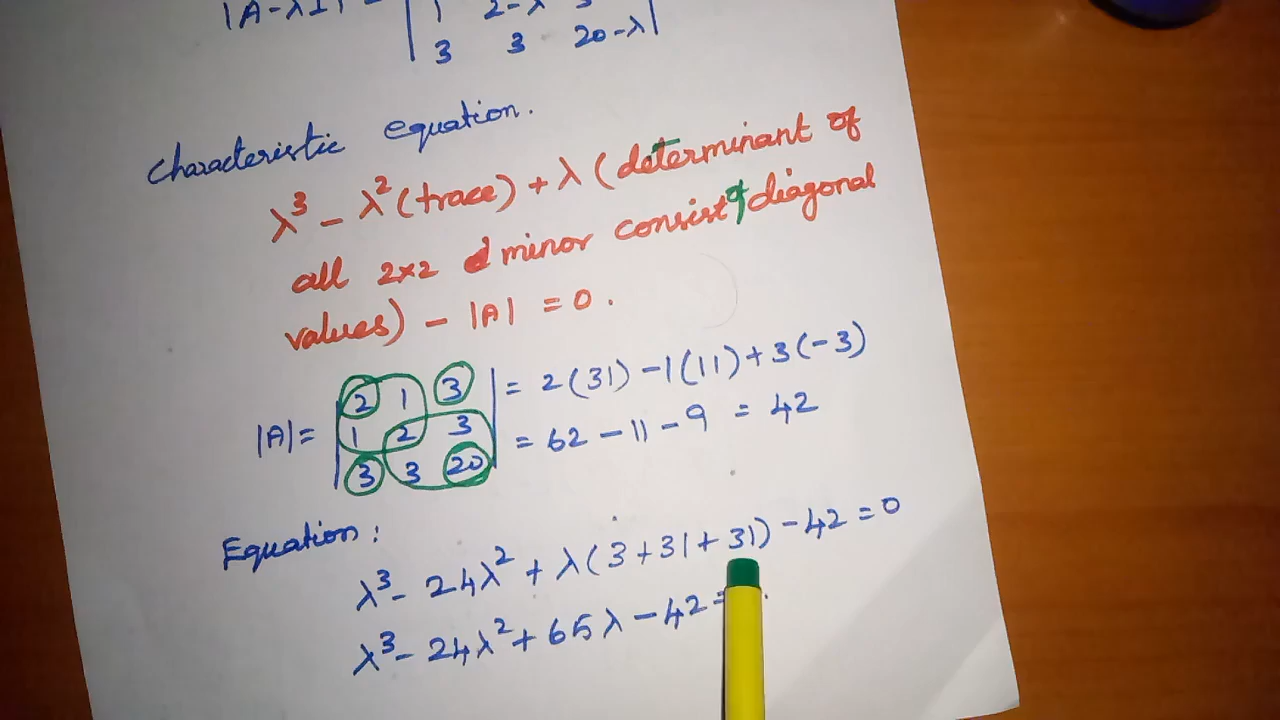 |A-λI| = | 1 2-λ 3 |
3 3 20-λ |
Characteristic equation.
λ³ - λ² (trace) + λ (determinant of
all 2×2 minor consist of diagonal
values) - |A| = 0.
|A| = | 2 1 3 | = 2(31) -1(11) + 3(-3)
1 2 3 = 62 - 11 - 9 = 42
3 3 20
Equation :
λ³ - 24λ² + λ(3+31+31) - 42 = 0
λ³ - 24λ² + 65λ - 42 =